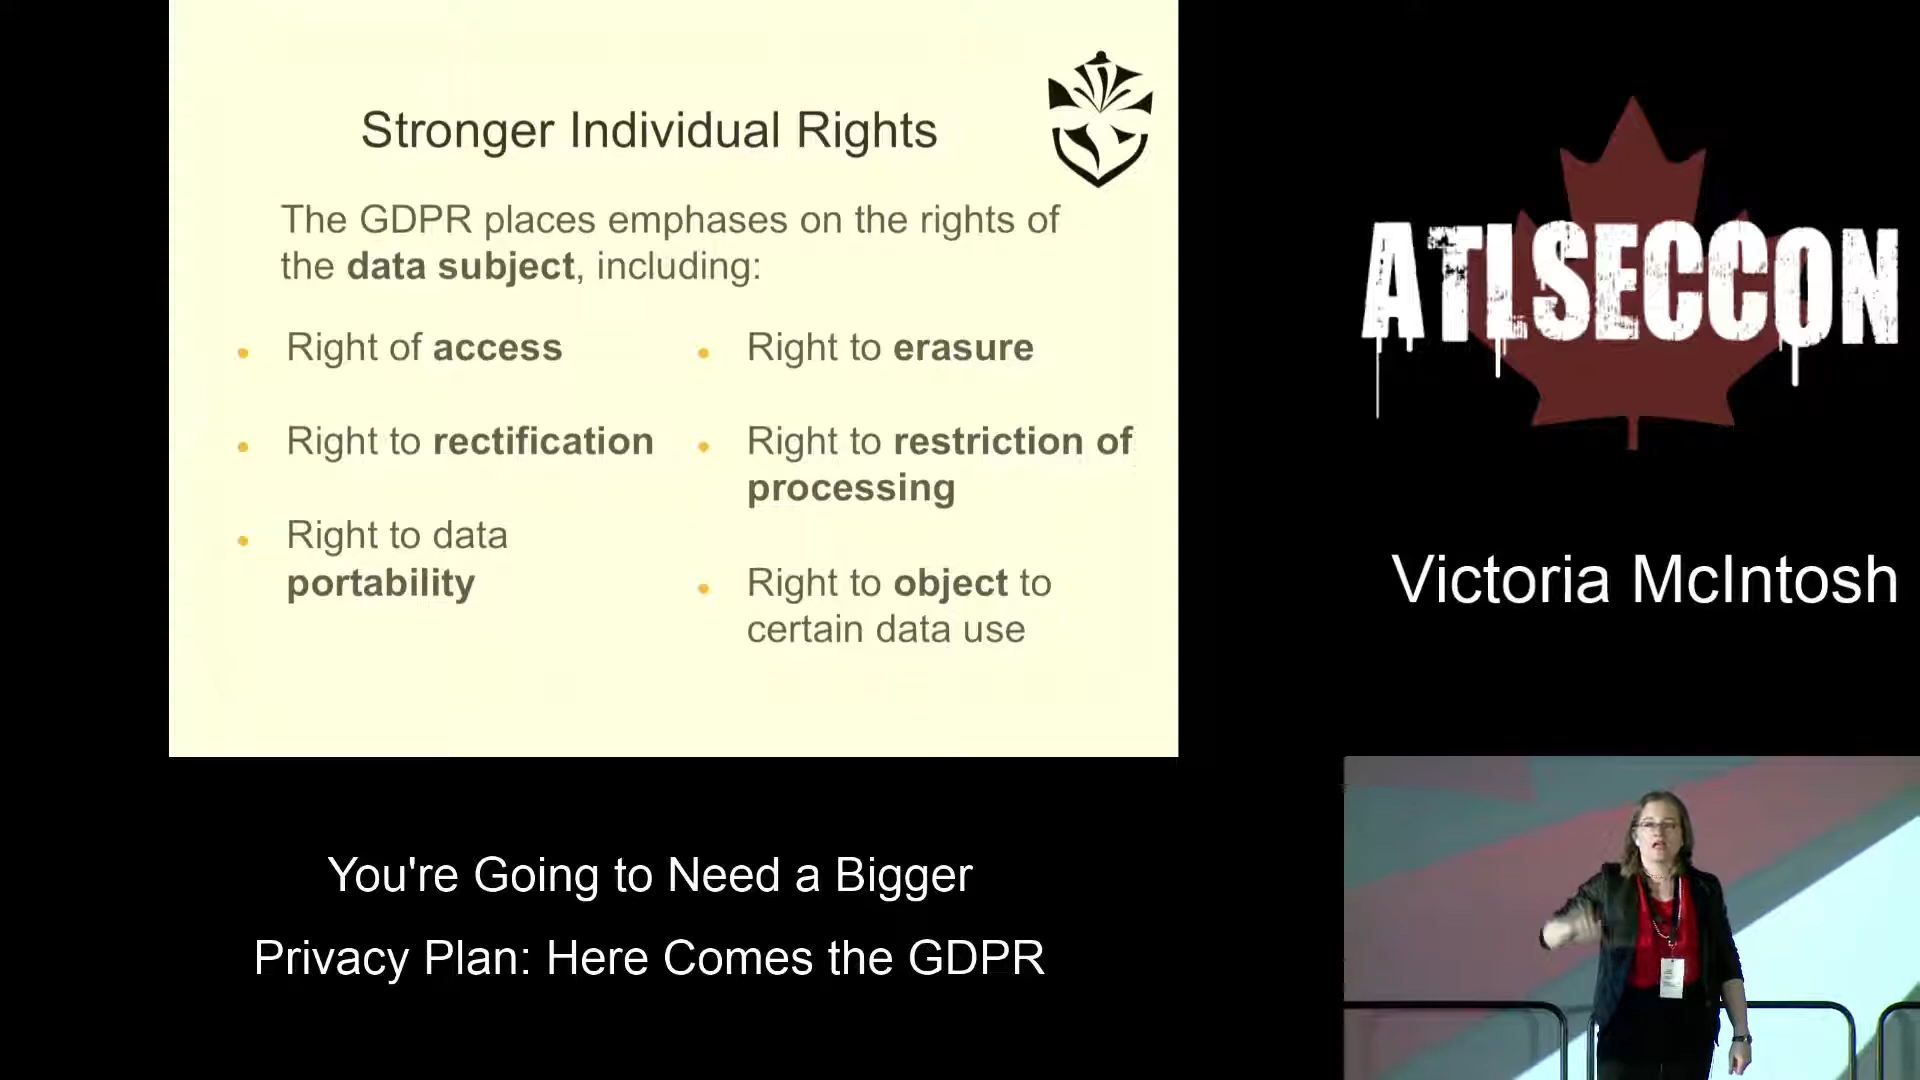 Stronger Individual Rights
The GDPR places emphases on the rights of
the data subject, including:
Right of access
Right to rectification
Right to data
portability
Right to erasure
Right to restriction of
processing
Right to object to
certain data use
ATLSECCON
Victoria McIntosh
You're Going to Need a Bigger
Privacy Plan: Here Comes the GDPR